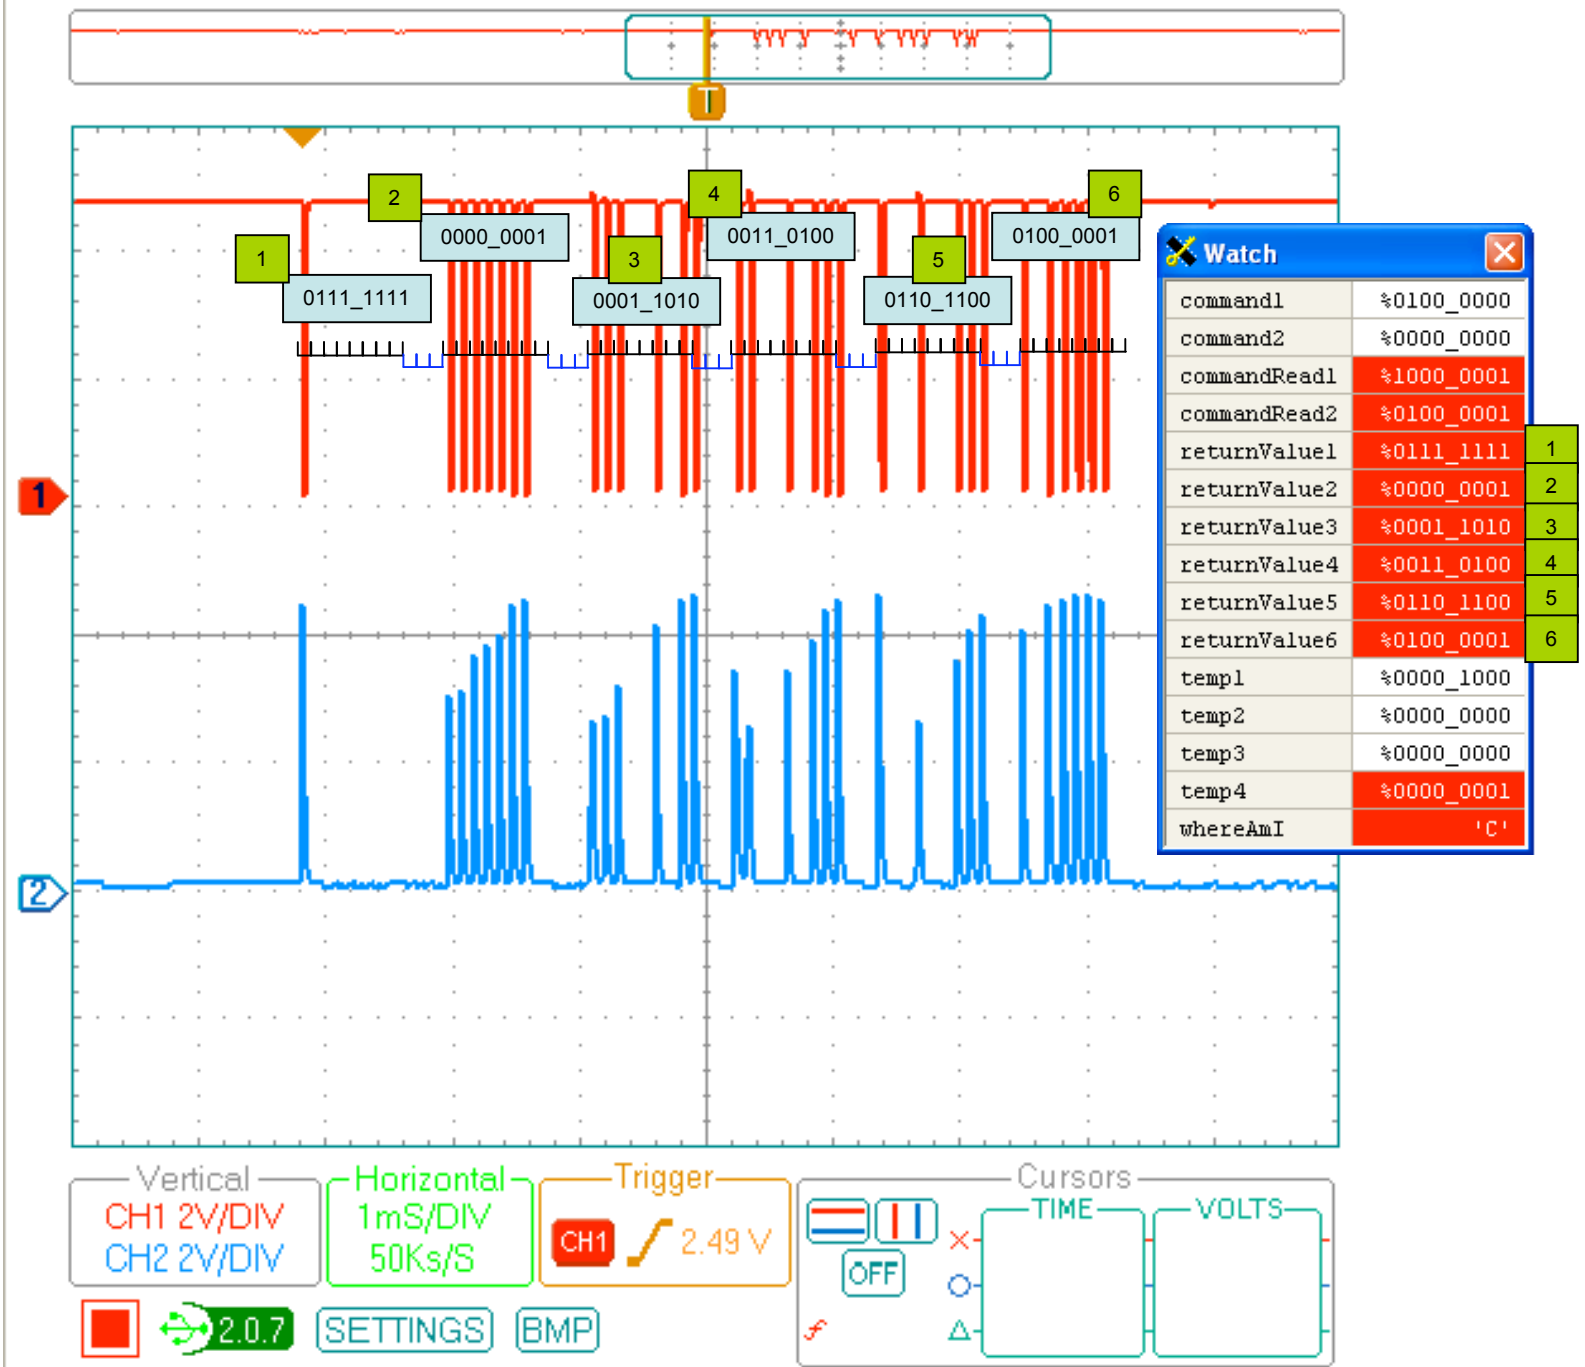 T
2
4
6
0000_0001
0011_0100
0100_0001
1
3
5
0111_1111
0001_1010
0110_1100
1
2
Watch
command1 %0100_0000
command2 %0000_0000
commandRead1 %1000_0001
commandRead2 %0100_0001
returnValue1 %0111_1111 1
returnValue2 %0000_0001 2
returnValue3 %0001_1010 3
returnValue4 %0011_0100 4
returnValue5 %0110_1100 5
returnValue6 %0100_0001 6
temp1 %0000_1000
temp2 %0000_0000
temp3 %0000_0000
temp4 %0000_0001
whereAmI 'C'
Vertical
CH1 2V/DIV
CH2 2V/DIV
Horizontal
1mS/DIV
50Ks/S
Trigger
CH1 2.49 V
Cursors
TIME
VOLTS
OFF
2.0.7
SETTINGS
BMP